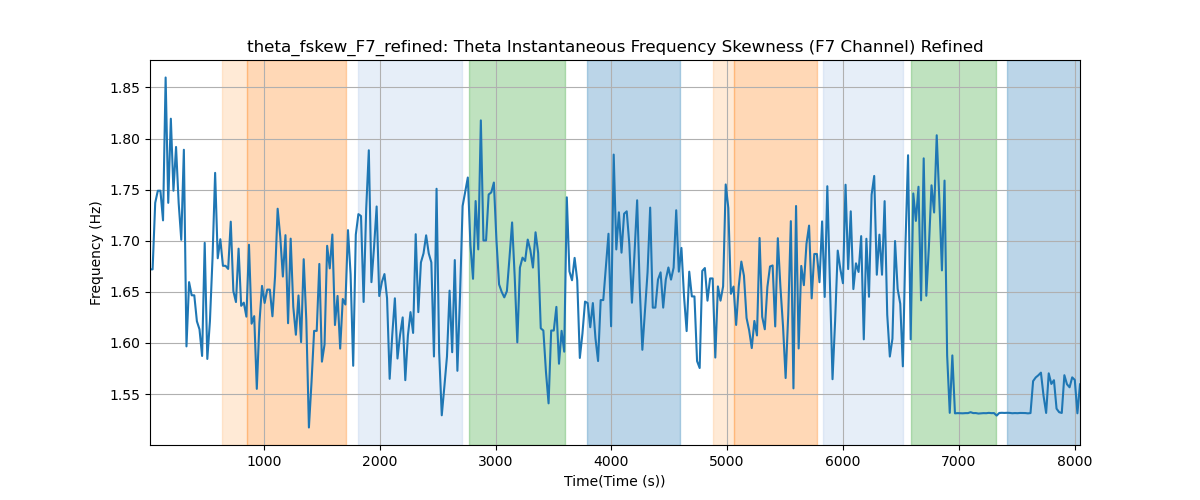 theta_fskew_F7_refined: Theta Instantaneous Frequency Skewness (F7 Channel) Refined
1.85
1.80
1.75
1.70
1.65
1.60
1.55
Frequency (Hz)
1000 2000 3000 4000 5000 6000 7000 8000
Time(Time (s))